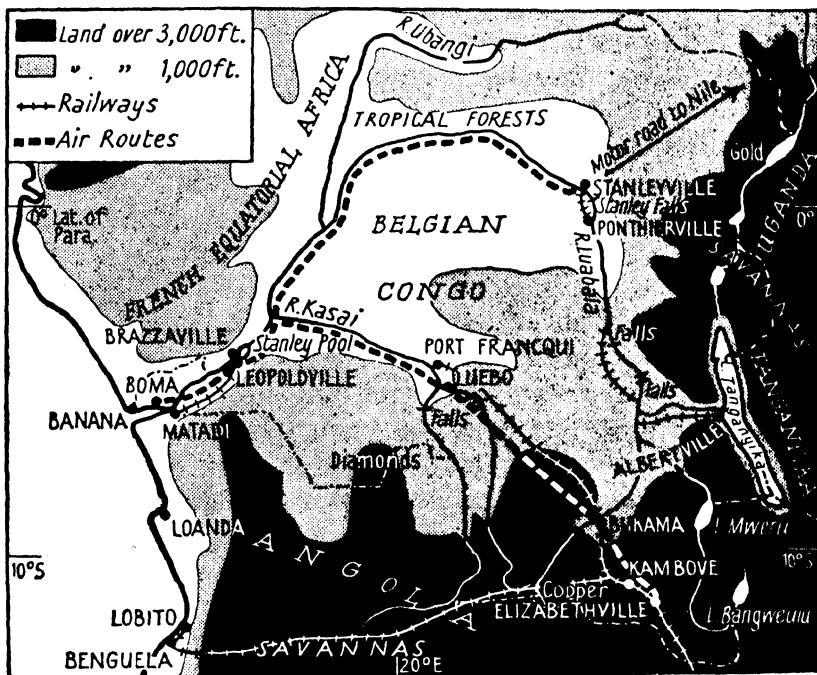 Land over 3,000ft.
" " 1,000ft.
Railways
Air Routes
R. Ubangi
FRENCH EQUATORIAL AFRICA
TROPICAL FORESTS
Motor road to Nile
Gold
UGANDA
STANLEYVILLE
Stanley Falls
PONTHIERVILLE
0° Lat. of
Para.
0°
BELGIAN
CONGO
R. Lualaba
SAVANNAS
R. Kasai
BRAZZAVILLE
Stanley Pool
LEOPOLDVILLE
PORT FRANCQUI
LUEBO
Falls
Falls
Falls
BOMA
BANANA
MATADI
L. Tanganyika
ALBERTVILLE
Diamonds
LOANDA
ANGOLA
BUKAMA
L. Mweru
10°S
10°S
KAMBOVE
Copper
ELIZABETHVILLE
L. Bangweulu
LOBITO
BENGUELA
SAVANNAS
20°E